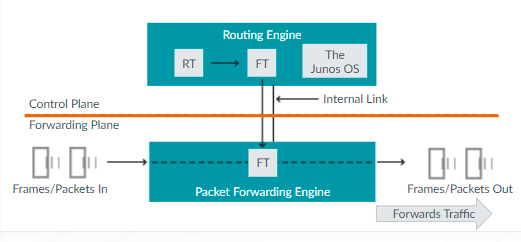 Routing Engine
RT
FT
The
Junos OS
Internal Link
Control Plane
Forwarding Plane
FT
Frames/Packets In
Packet Forwarding Engine
Frames/Packets Out
Forwards Traffic